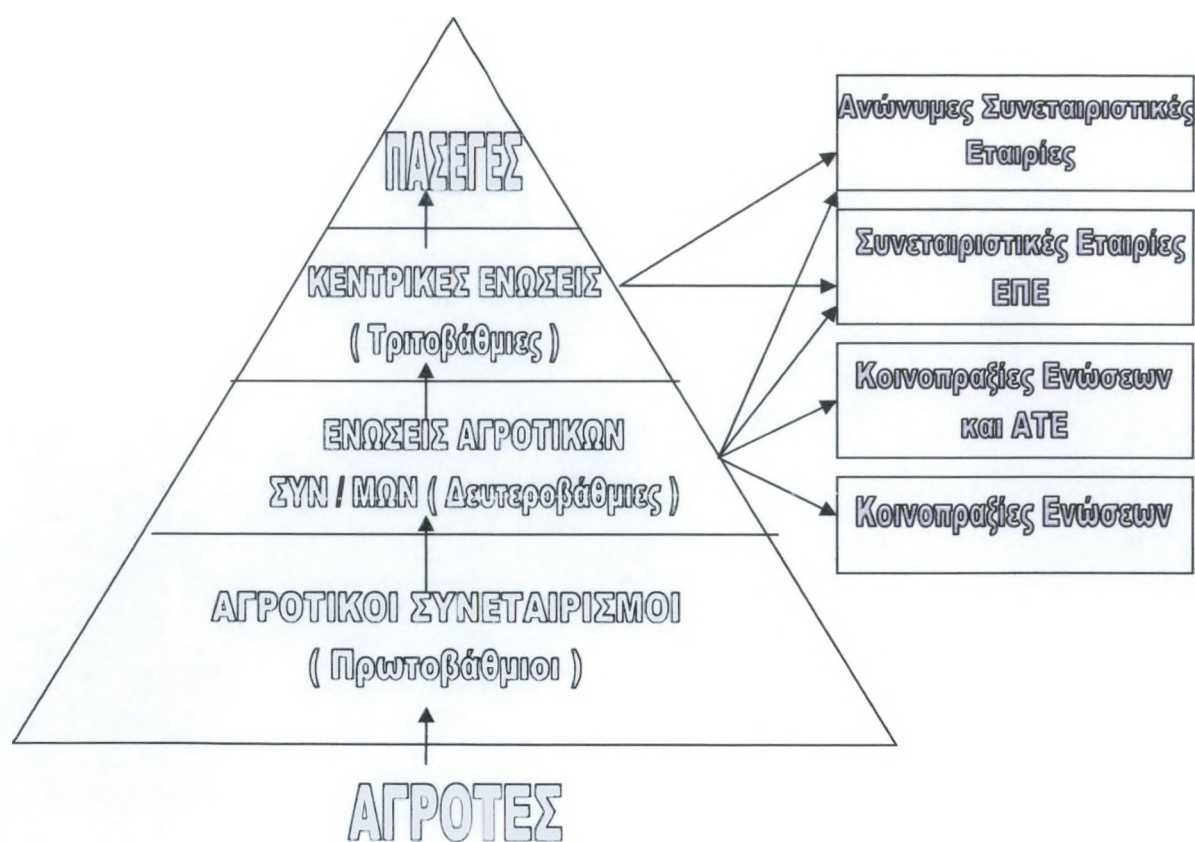 ΠΑΣΕΓΕΣ
ΚΕΝΤΡΙΚΕΣ ΕΝΩΣΕΙΣ
( Τριτοβάθμιες )
ΕΝΩΣΕΙΣ ΑΓΡΟΤΙΚΩΝ
ΣΥΝ / ΜΩΝ ( Δευτεροβάθμιες )
ΑΓΡΟΤΙΚΟΙ ΣΥΝΕΤΑΙΡΙΣΜΟΙ
( Πρωτοβάθμιοι )
ΑΓΡΟΤΕΣ
Ανώνυμες Συνεταιριστικές
Εταιρίες
Συνεταιριστικές Εταιρίες
ΕΠΕ
Κοινοπραξίες Ενώσεων
και ΑΤΕ
Κοινοπραξίες Ενώσεων